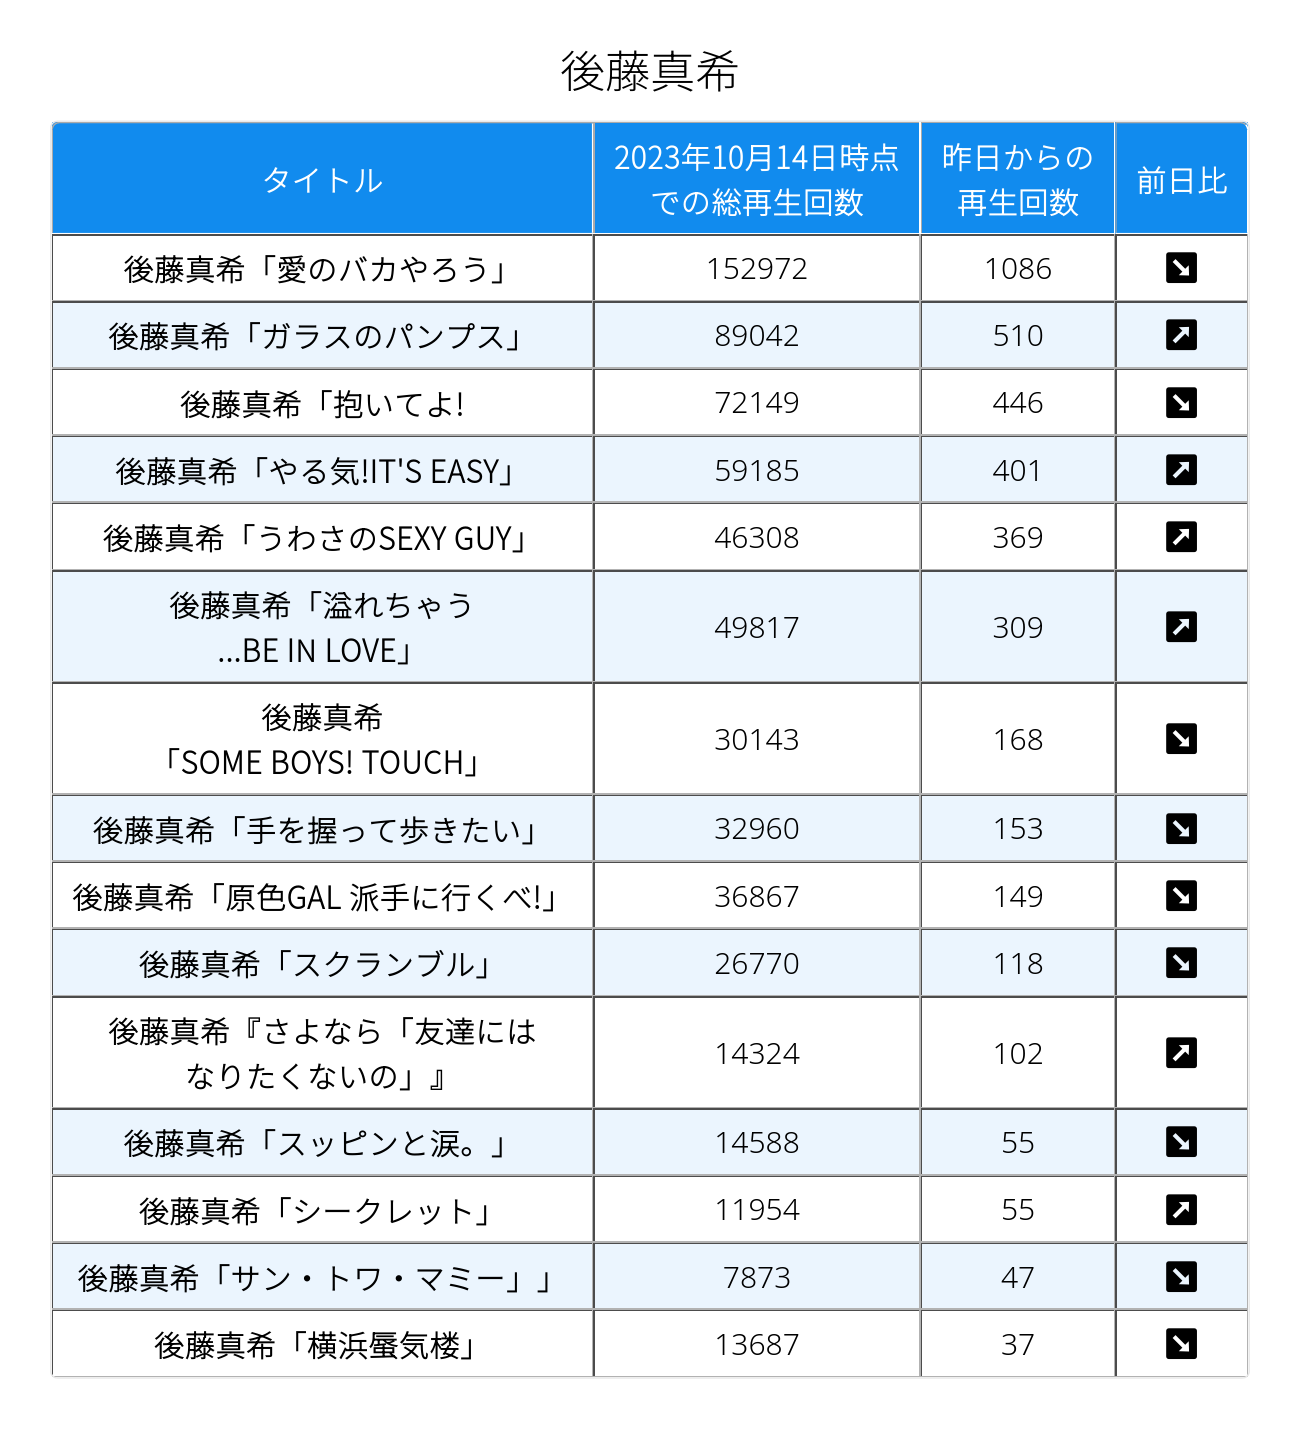 後藤真希
タイトル
2023年10月14日時点
での総再生回数
昨日からの
再生回数
前日比
後藤真希「愛のバカやろう」 152972 1086 ↘
後藤真希「ガラスのパンプス」 89042 510 ↗
後藤真希「抱いてよ! 72149 446 ↘
後藤真希「やる気!IT'S EASY」 59185 401 ↗
後藤真希「うわさのSEXY GUY」 46308 369 ↗
後藤真希「溢れちゃう
...BE IN LOVE」 49817 309 ↗
後藤真希
「SOME BOYS! TOUCH」 30143 168 ↘
後藤真希「手を握って歩きたい」 32960 153 ↘
後藤真希「原色GAL 派手に行くべ!」 36867 149 ↘
後藤真希「スクランブル」 26770 118 ↘
後藤真希『さよなら「友達には
なりたくないの」』 14324 102 ↗
後藤真希「スッピンと涙。」 14588 55 ↘
後藤真希「シークレット」 11954 55 ↗
後藤真希「サン・トワ・マミー」」 7873 47 ↘
後藤真希「横浜蜃気楼」 13687 37 ↘